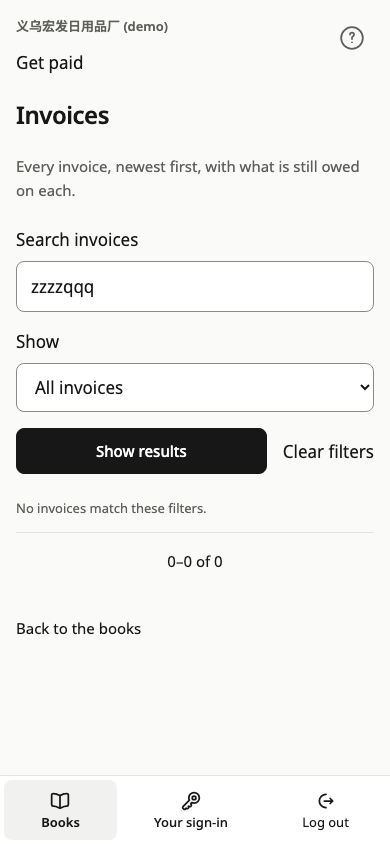 义乌宏发日用品厂 (demo)
Get paid
Invoices
Every invoice, newest first, with what is still owed
on each.
Search invoices
zzzzqqq
Show
All invoices
Show results
Clear filters
No invoices match these filters.
0–0 of 0
Back to the books
Books
Your sign-in
Log out